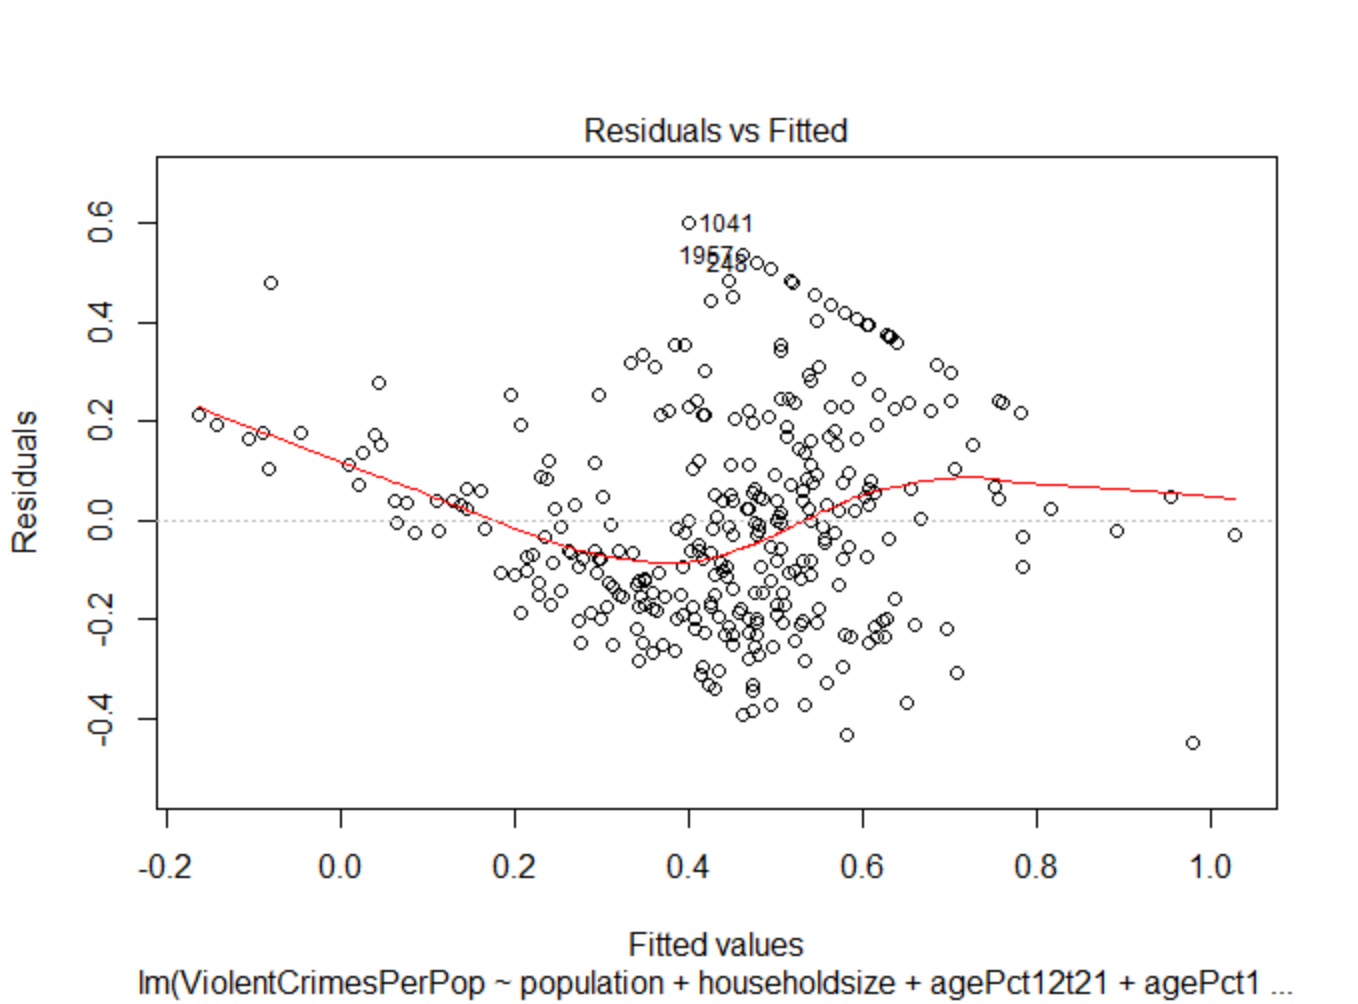 Residuals vs Fitted
Residuals
0.6
0.4
0.2
0.0
-0.2
-0.4
1041
1957
248
-0.2 0.0 0.2 0.4 0.6 0.8 1.0
Fitted values
lm(ViolentCrimesPerPop ~ population + householdsize + agePct12t21 + agePct1 ...